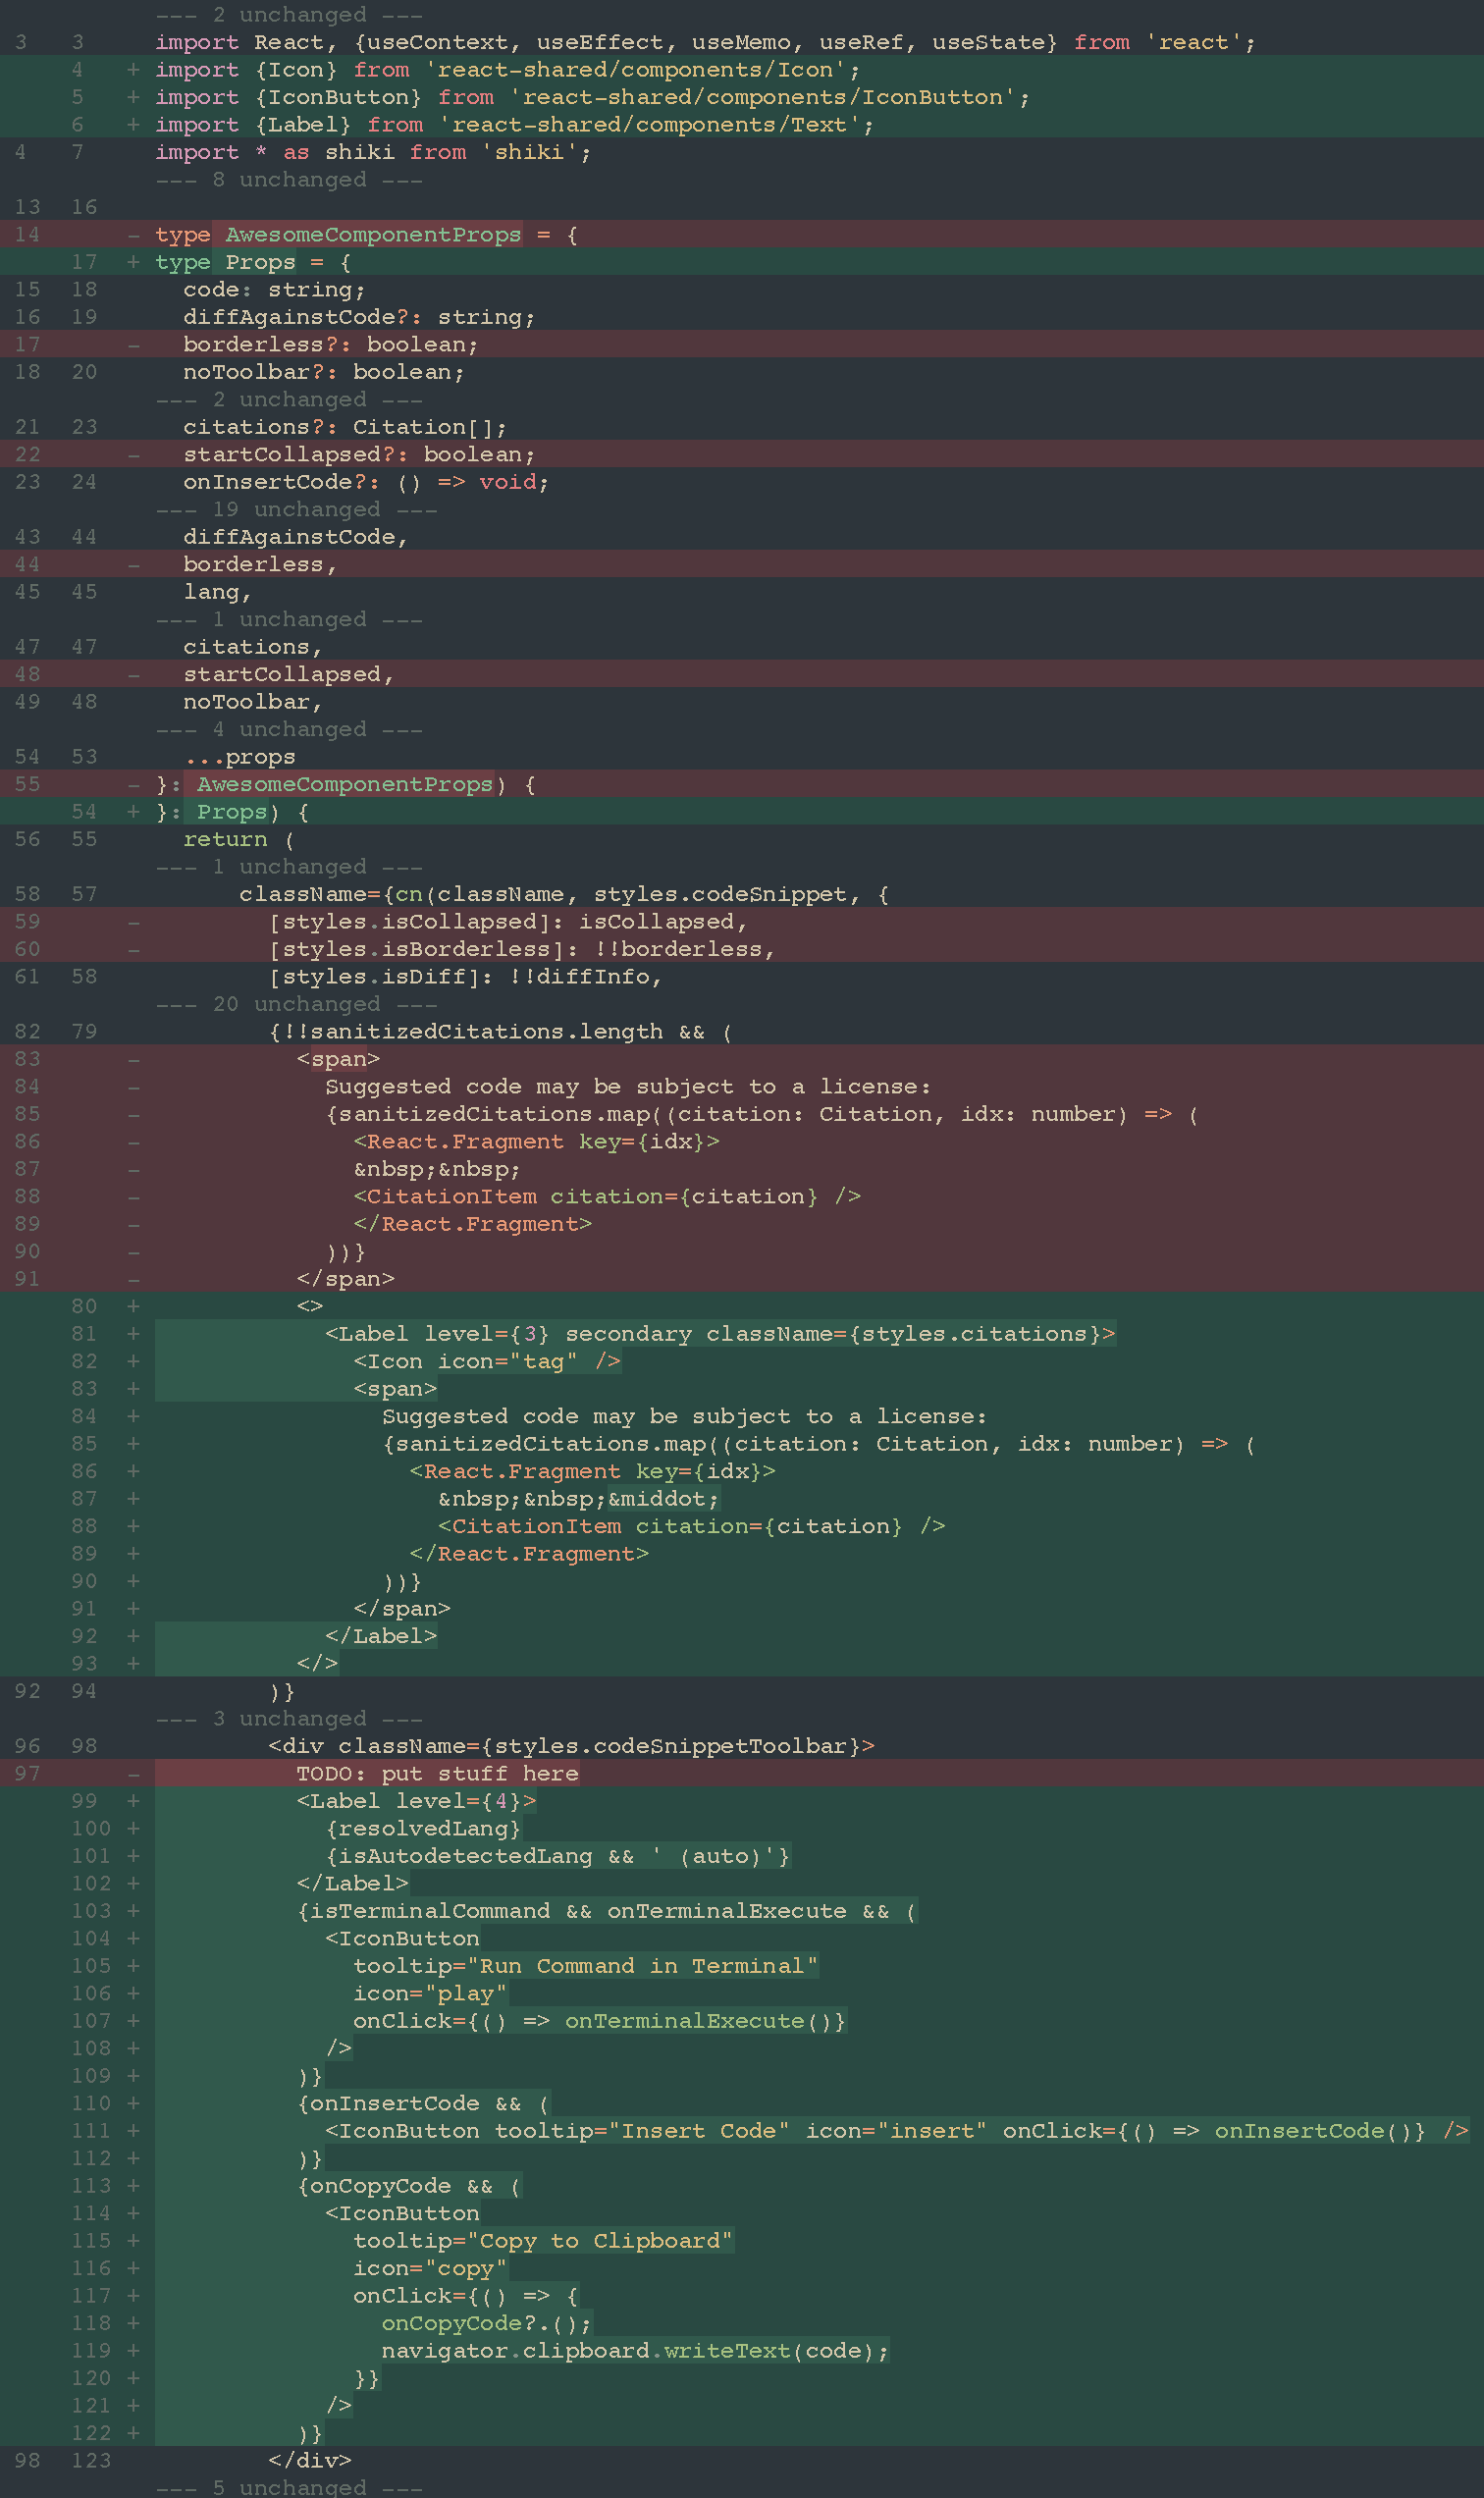 --- 2 unchanged ---
3 3 import React, {useContext, useEffect, useMemo, useRef, useState} from 'react';
4 + import {Icon} from 'react-shared/components/Icon';
5 + import {IconButton} from 'react-shared/components/IconButton';
6 + import {Label} from 'react-shared/components/Text';
4 7 import * as shiki from 'shiki';
--- 8 unchanged ---
13 16
14 - type AwesomeComponentProps = {
17 + type Props = {
15 18 code: string;
16 19 diffAgainstCode?: string;
17 - borderless?: boolean;
18 20 noToolbar?: boolean;
--- 2 unchanged ---
21 23 citations?: Citation[];
22 - startCollapsed?: boolean;
23 24 onInsertCode?: () => void;
--- 19 unchanged ---
43 44 diffAgainstCode,
44 - borderless,
45 45 lang,
--- 1 unchanged ---
47 47 citations,
48 - startCollapsed,
49 48 noToolbar,
--- 4 unchanged ---
54 53 ...props
55 - }: AwesomeComponentProps) {
54 + }: Props) {
56 55 return (
--- 1 unchanged ---
58 57 className={cn(className, styles.codeSnippet, {
59 - [styles.isCollapsed]: isCollapsed,
60 - [styles.isBorderless]: !!borderless,
61 58 [styles.isDiff]: !!diffInfo,
--- 20 unchanged ---
82 79 {!!sanitizedCitations.length && (
83 - <span>
84 - Suggested code may be subject to a license:
85 - {sanitizedCitations.map((citation: Citation, idx: number) => (
86 - <React.Fragment key={idx}>
87 - &nbsp;&nbsp;
88 - <CitationItem citation={citation} />
89 - </React.Fragment>
90 - ))}
91 - </span>
80 + <>
81 + <Label level={3} secondary className={styles.citations}>
82 + <Icon icon="tag" />
83 + <span>
84 + Suggested code may be subject to a license:
85 + {sanitizedCitations.map((citation: Citation, idx: number) => (
86 + <React.Fragment key={idx}>
87 + &nbsp;&nbsp;&middot;
88 + <CitationItem citation={citation} />
89 + </React.Fragment>
90 + ))}
91 + </span>
92 + </Label>
93 + </>
92 94 )}
--- 3 unchanged ---
96 98 <div className={styles.codeSnippetToolbar}>
97 - TODO: put stuff here
99 + <Label level={4}>
100 + {resolvedLang}
101 + {isAutodetectedLang && ' (auto)'}
102 + </Label>
103 + {isTerminalCommand && onTerminalExecute && (
104 + <IconButton
105 + tooltip="Run Command in Terminal"
106 + icon="play"
107 + onClick={() => onTerminalExecute()}
108 + />
109 + )}
110 + {onInsertCode && (
111 + <IconButton tooltip="Insert Code" icon="insert" onClick={() => onInsertCode()} />
112 + )}
113 + {onCopyCode && (
114 + <IconButton
115 + tooltip="Copy to Clipboard"
116 + icon="copy"
117 + onClick={() => {
118 + onCopyCode?.();
119 + navigator.clipboard.writeText(code);
120 + }}
121 + />
122 + )}
98 123 </div>
--- 5 unchanged ---